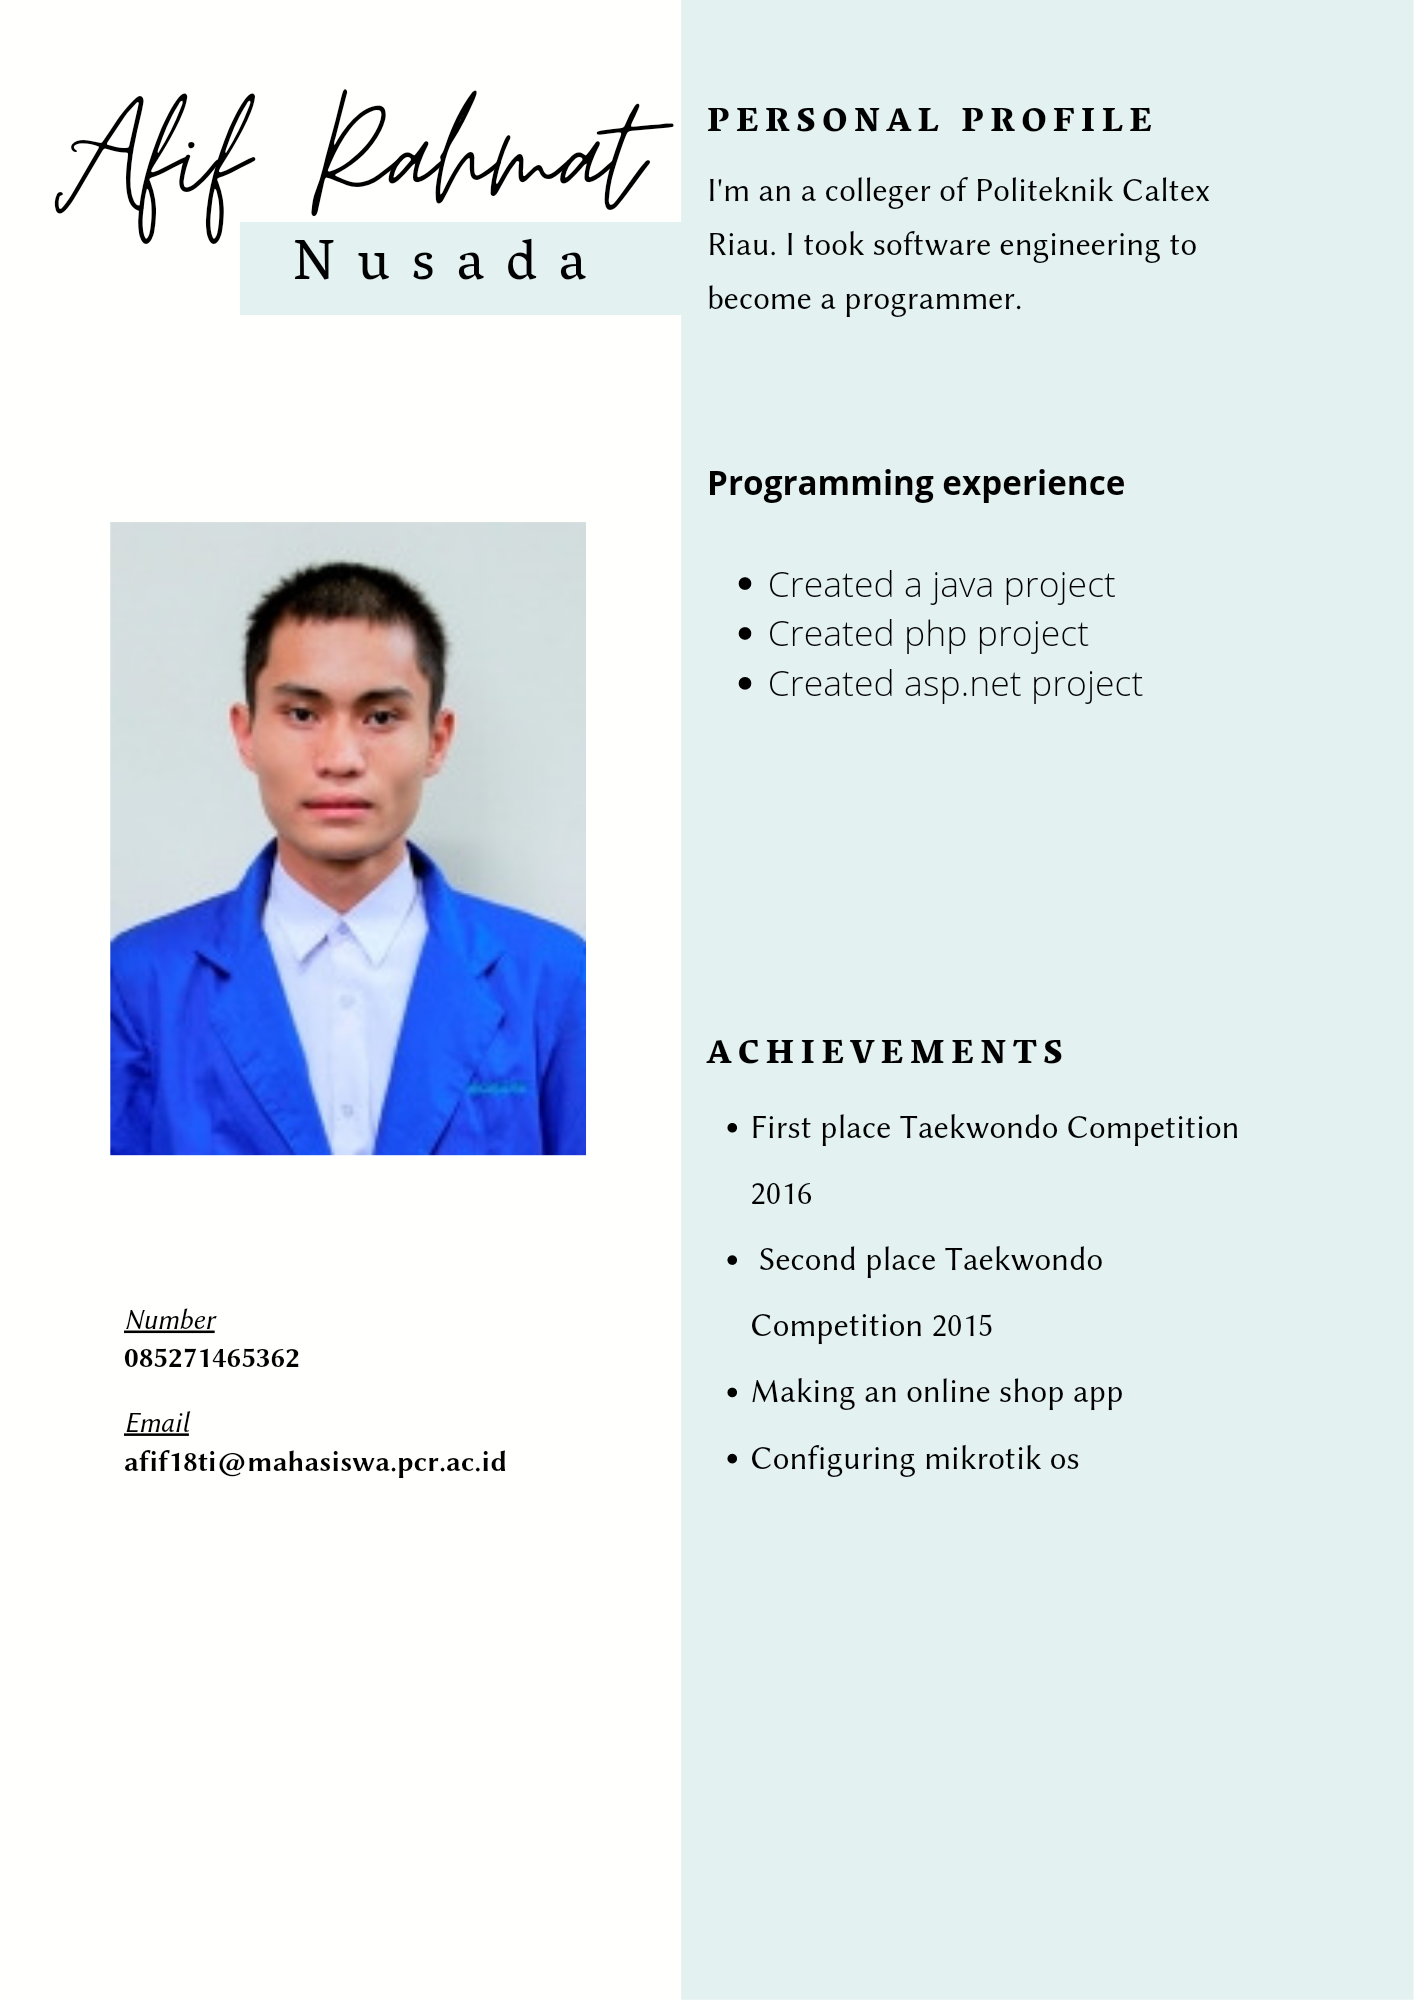 Afif Rahmat
Nusada
Number
085271465362
Email
afif18ti@mahasiswa.pcr.ac.id
PERSONAL PROFILE
I'm an a colleger of Politeknik Caltex
Riau. I took software engineering to
become a programmer.
Programming experience
• Created a java project
• Created php project
• Created asp.net project
ACHIEVEMENTS
• First place Taekwondo Competition
2016
• Second place Taekwondo
Competition 2015
• Making an online shop app
• Configuring mikrotik os